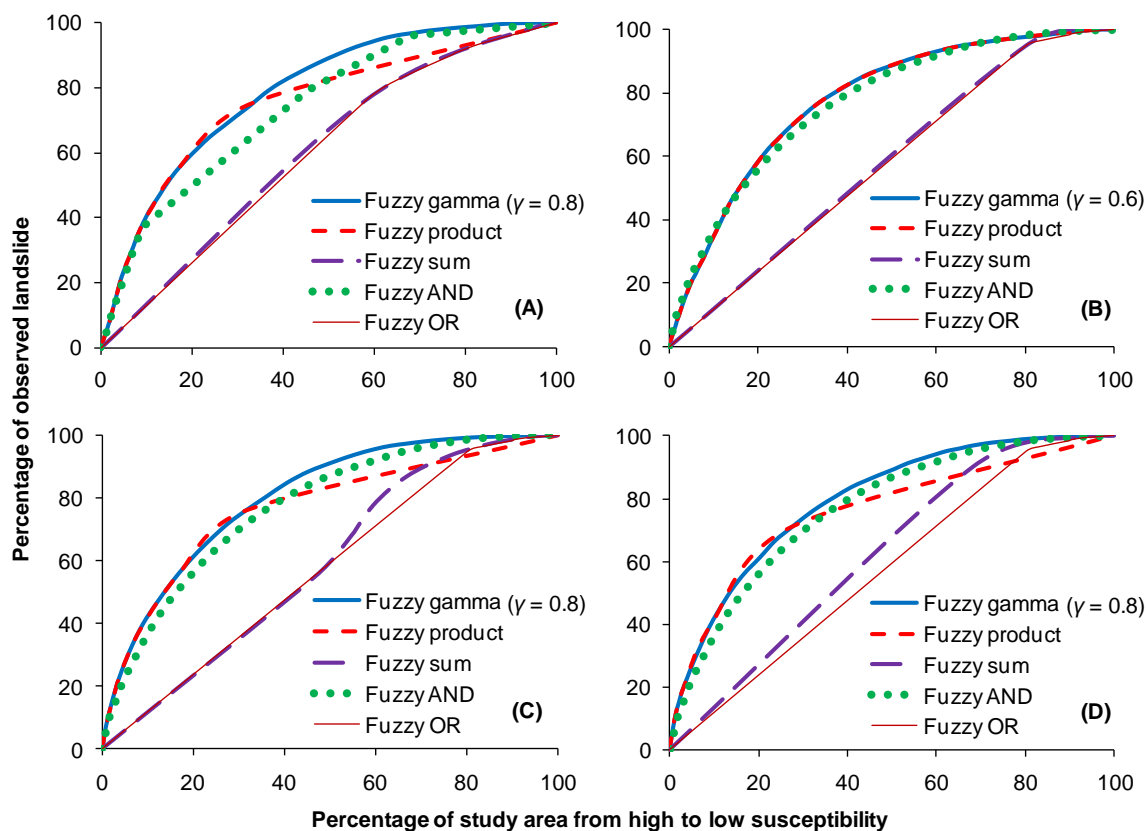 Percentage of observed landslide
100
80
60
40
20
0
Fuzzy gamma (γ = 0.8)
Fuzzy product
Fuzzy sum
Fuzzy AND
Fuzzy OR
(A)
0 20 40 60 80 100
100
80
60
40
20
0
Fuzzy gamma (γ = 0.6)
Fuzzy product
Fuzzy sum
Fuzzy AND
Fuzzy OR
(B)
0 20 40 60 80 100
100
80
60
40
20
0
Fuzzy gamma (γ = 0.8)
Fuzzy product
Fuzzy sum
Fuzzy AND
Fuzzy OR
(C)
0 20 40 60 80 100
100
80
60
40
20
0
Fuzzy gamma (γ = 0.8)
Fuzzy product
Fuzzy sum
Fuzzy AND
Fuzzy OR
(D)
0 20 40 60 80 100
Percentage of study area from high to low susceptibility